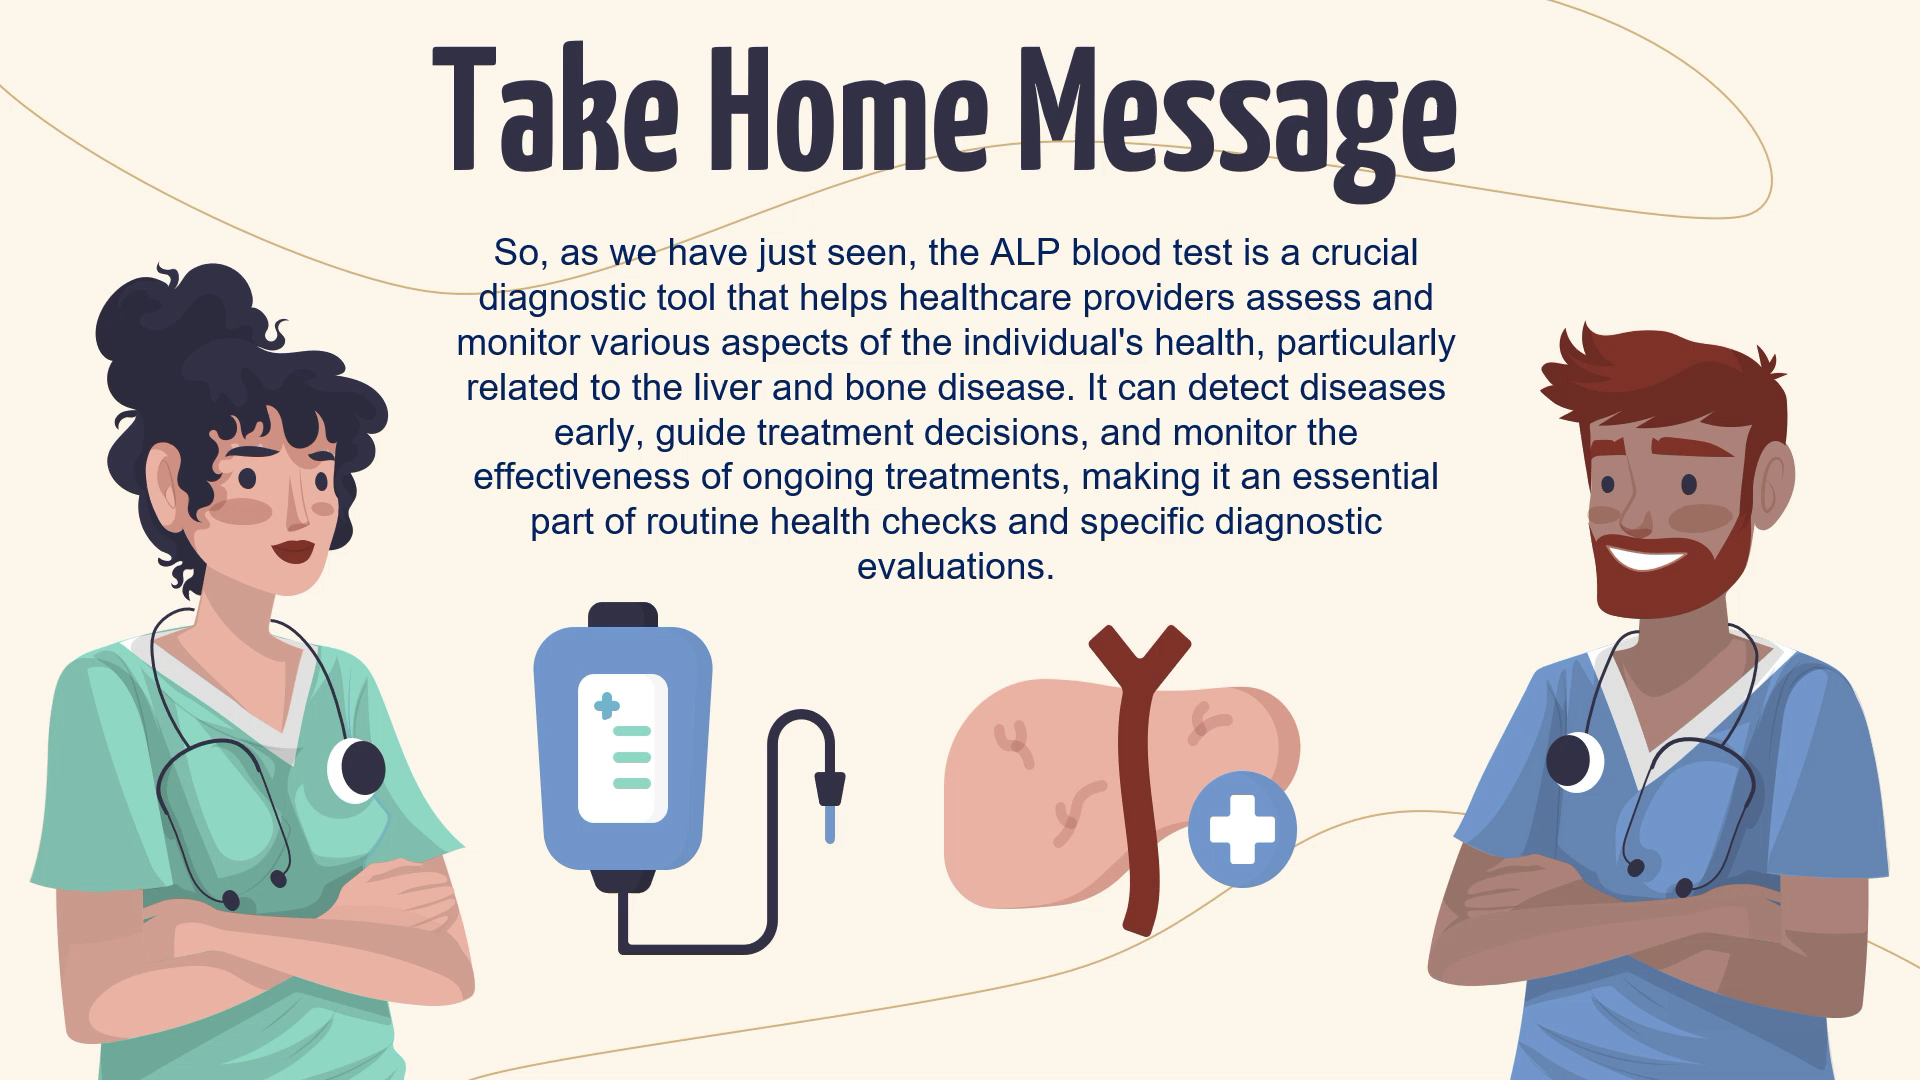 Take Home Message
So, as we have just seen, the ALP blood test is a crucial
diagnostic tool that helps healthcare providers assess and
monitor various aspects of the individual's health, particularly
related to the liver and bone disease. It can detect diseases
early, guide treatment decisions, and monitor the
effectiveness of ongoing treatments, making it an essential
part of routine health checks and specific diagnostic
evaluations.